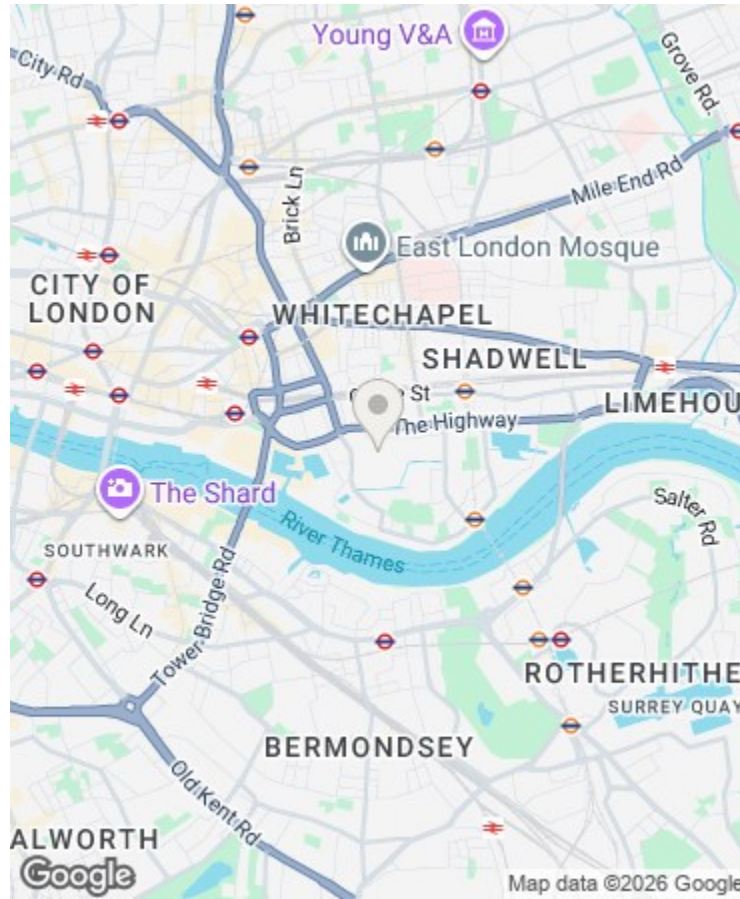 Young V&A
City Rd
Grove Rd.
Brick Ln
Mile End Rd
East London Mosque
CITY OF
LONDON
WHITECHAPEL
SHADWELL
St
The Highway
LIMEHOU
The Shard
River Thames
Salter Rd
SOUTHWARK
Long Ln
Tower Bridge Rd
ROTHERHITHE
SURREY QUAY
BERMONDSEY
Old Kent Rd
ALWORTH
Google
Map data ©2026 Google